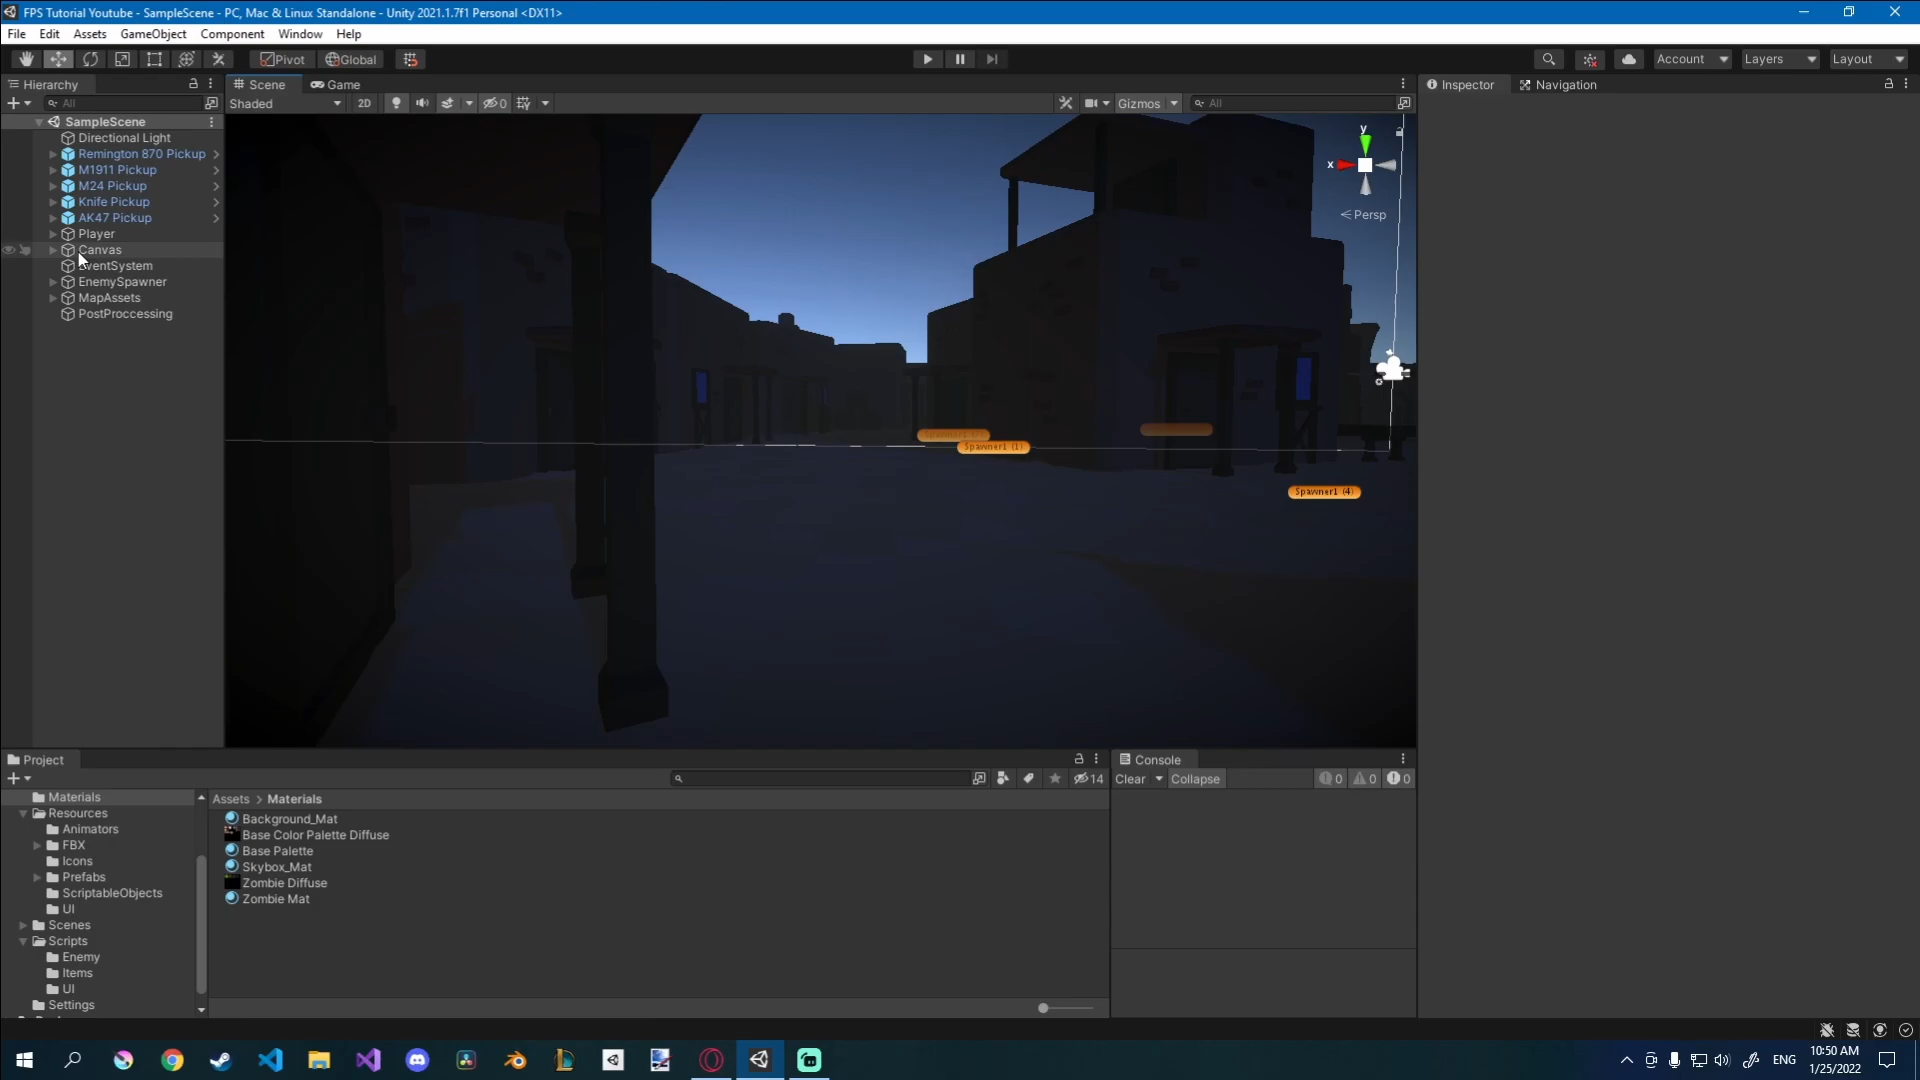 FPS Tutorial Youtube - SampleScene - PC, Mac & Linux Standalone - Unity 2021.1.7f1 Personal <DX11>
File Edit Assets GameObject Component Window Help
Pivot Global Account Layers Layout
Hierarchy Scene Game Inspector Navigation
All Shaded 2D 0 Gizmos All
SampleScene
Directional Light
Remington 870 Pickup
M1911 Pickup
M24 Pickup
Knife Pickup
AK47 Pickup
Player
Canvas
EnemySpawner
MapAssets
PostProccessing
y
x
Persp
Spawner1 (1)
Spawner1 (4)
Project Console
14 Clear Collapse 0 0 0
Materials
Resources
Animators
FBX
Icons
Prefabs
ScriptableObjects
UI
Scenes
Scripts
Enemy
Items
UI
Settings
Assets > Materials
Background_Mat
Base Color Palette Diffuse
Base Palette
Skybox_Mat
Zombie Diffuse
Zombie Mat
ENG
10:50 AM
1/25/2022